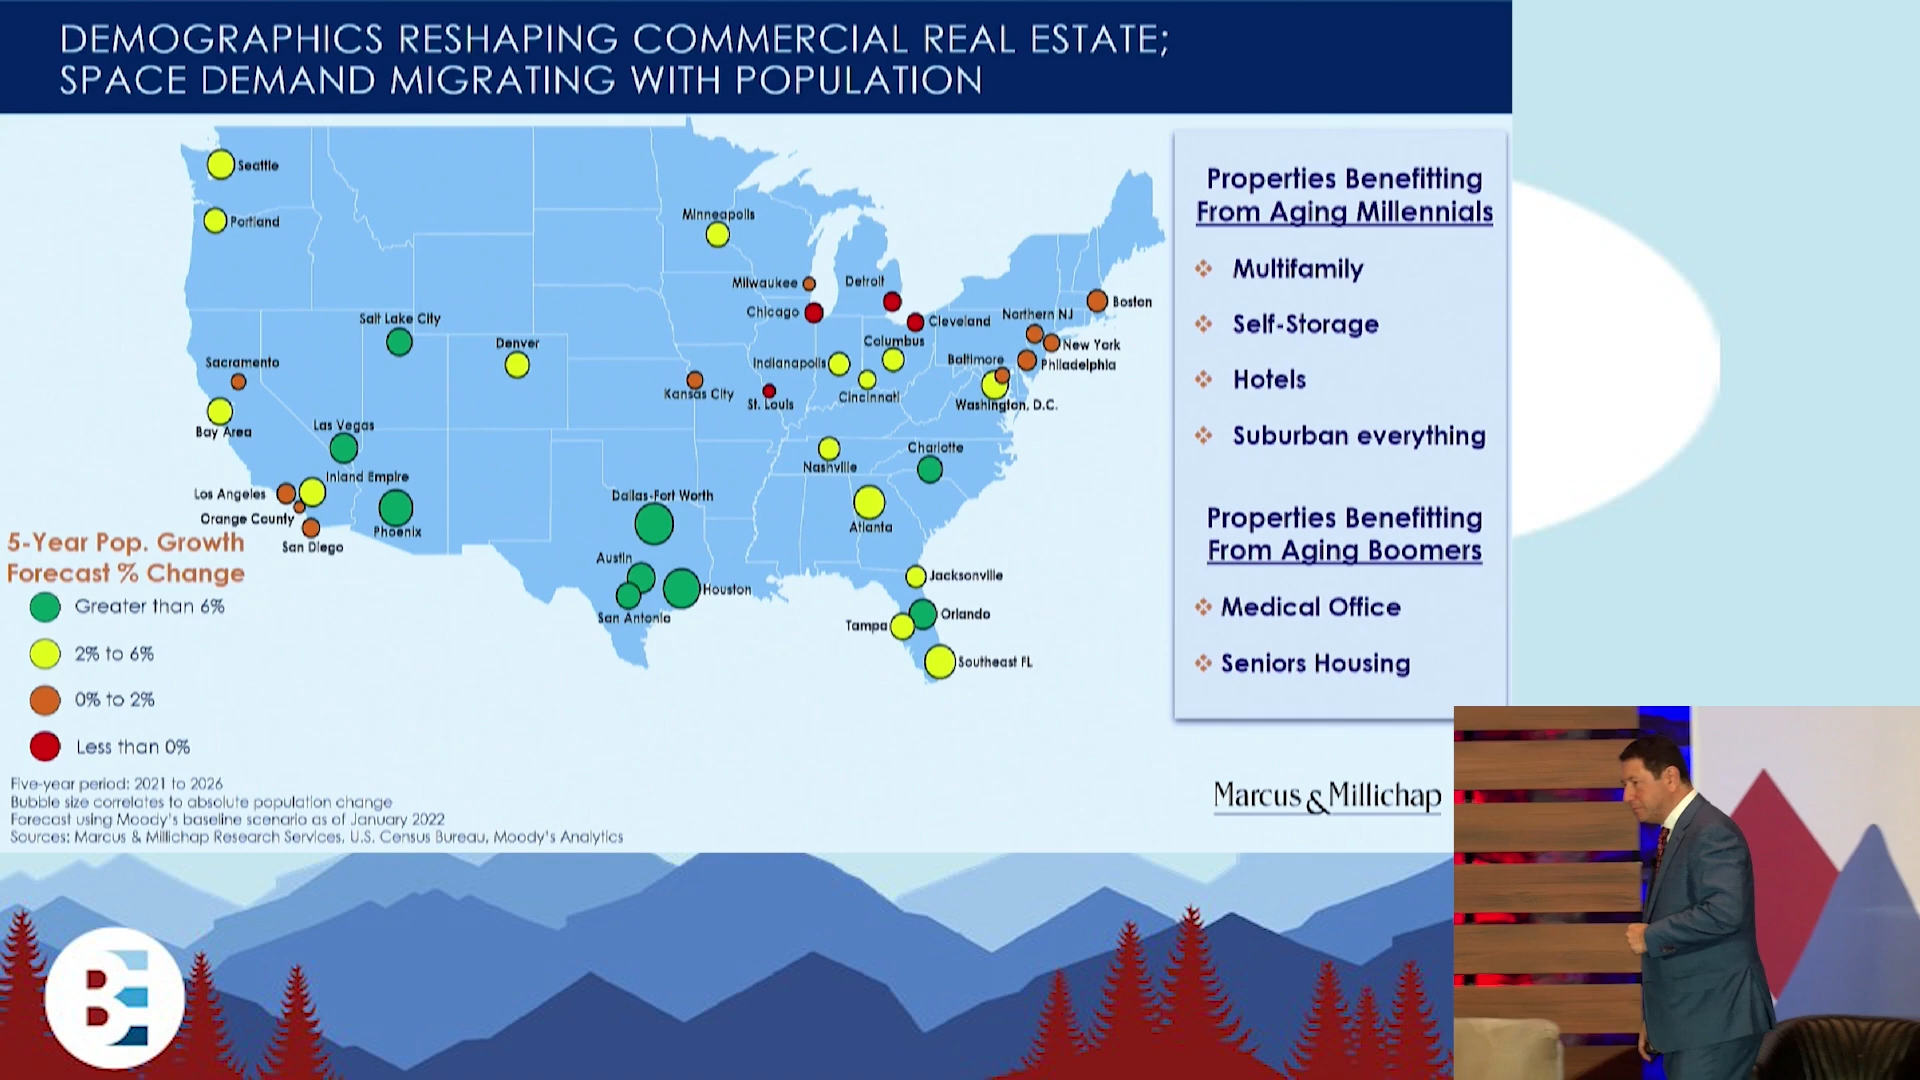 DEMOGRAPHICS RESHAPING COMMERCIAL REAL ESTATE;
SPACE DEMAND MIGRATING WITH POPULATION
Seattle
Portland
Minneapolis
Milwaukee
Detroit
Chicago
Cleveland
Northern NJ
Boston
Salt Lake City
Denver
Columbus
New York
Indianapolis
Baltimore
Philadelphia
Sacramento
Kansas City
St. Louis
Cincinnati
Washington, D.C.
Bay Area
Las Vegas
Nashville
Charlotte
Inland Empire
Los Angeles
Orange County
San Diego
Phoenix
Dallas-Fort Worth
Atlanta
Austin
Houston
San Antonio
Jacksonville
Orlando
Tampa
Southeast FL
5-Year Pop. Growth
Forecast % Change
Greater than 6%
2% to 6%
0% to 2%
Less than 0%
Five-year period: 2021 to 2026
Bubble size correlates to absolute population change
Forecast using Moody's baseline scenario as of January 2022
Sources: Marcus & Millichap Research Services, U.S. Census Bureau, Moody's Analytics
Properties Benefitting
From Aging Millennials
Multifamily
Self-Storage
Hotels
Suburban everything
Properties Benefitting
From Aging Boomers
Medical Office
Seniors Housing
Marcus & Millichap